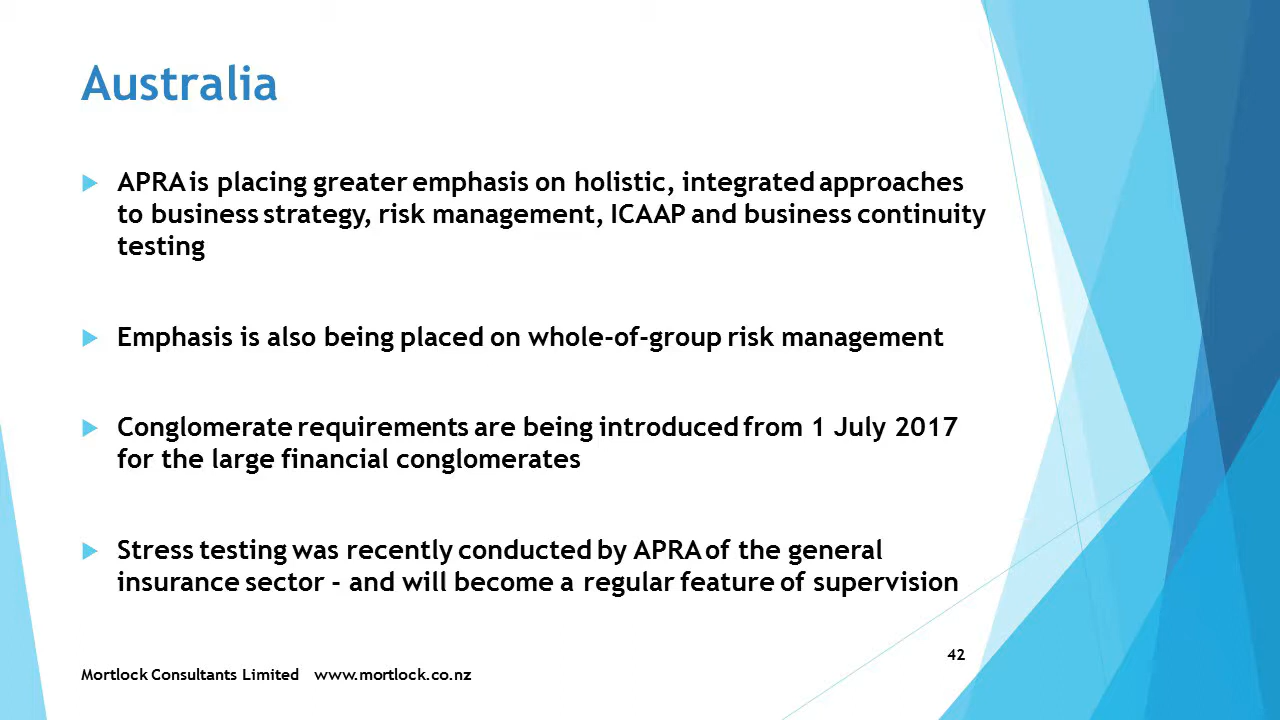 Australia
APRA is placing greater emphasis on holistic, integrated approaches
to business strategy, risk management, ICAAP and business continuity
testing
Emphasis is also being placed on whole-of-group risk management
Conglomerate requirements are being introduced from 1 July 2017
for the large financial conglomerates
Stress testing was recently conducted by APRA of the general
insurance sector - and will become a regular feature of supervision
42
Mortlock Consultants Limited www.mortlock.co.nz